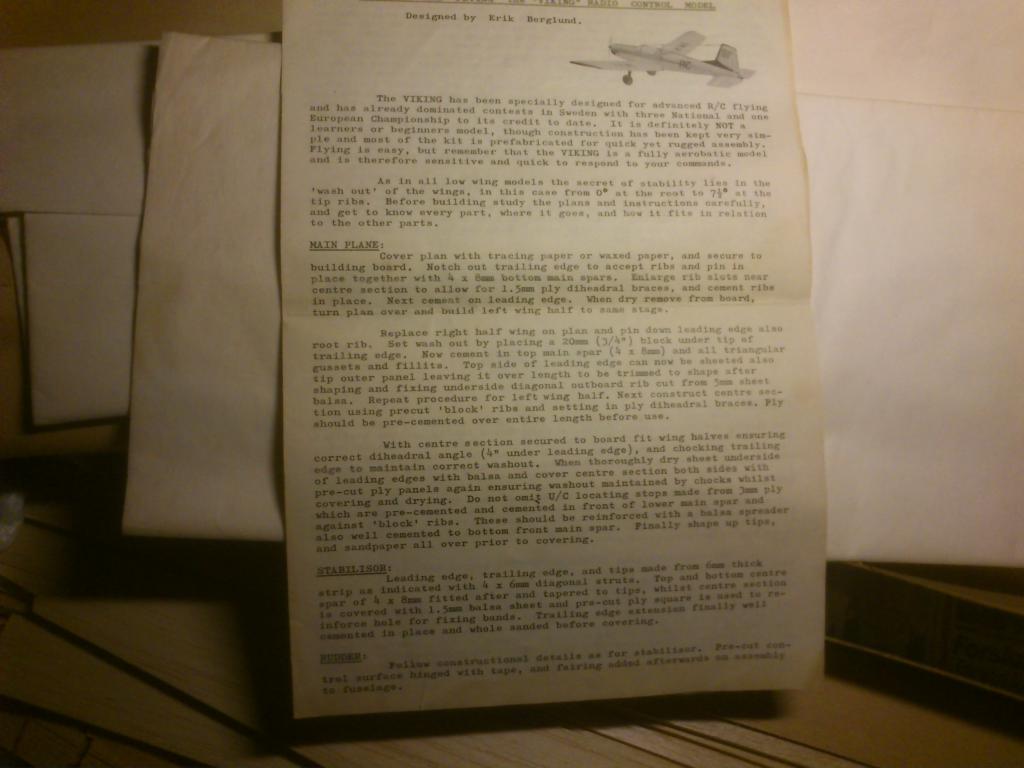 "VIKING" RADIO CONTROL MODEL
Designed by Erik Berglund.
The VIKING has been specially designed for advanced R/C flying
and has already dominated contests in Sweden with three National and one
European Championship to its credit to date. It is definitely NOT a
learners or beginners model, though construction has been kept very sim-
ple and most of the kit is prefabricated for quick yet rugged assembly.
Flying is easy, but remember that the VIKING is a fully aerobatic model
and is therefore sensitive and quick to respond to your commands.
As in all low wing models the secret of stability lies in the
'wash out' of the wings, in this case from 0° at the root to 7½° at the
tip ribs. Before building study the plans and instructions carefully,
and get to know every part, where it goes, and how it fits in relation
to the other parts.
MAIN PLANE:
Cover plan with tracing paper or waxed paper, and secure to
building board. Notch out trailing edge to accept ribs and pin in
place together with 4 x 8mm bottom main spars. Enlarge rib slots near
centre section to allow for 1.5mm ply diheadral braces, and cement ribs
in place. Next cement on leading edge. When dry remove from board,
turn plan over and build left wing half to same stage.
Replace right half wing on plan and pin down leading edge also
root rib. Set wash out by placing a 20mm (3/4") block under tip of
trailing edge. Now cement in top main spar (4 x 8mm) and all triangular
gussets and fillits. Top side of leading edge can now be sheeted also
tip outer panel leaving it over length to be trimmed to shape after
shaping and fixing underside diagonal outboard rib cut from 3mm sheet
balsa. Repeat procedure for left wing half. Next construct centre sec-
tion using precut 'block' ribs and setting in ply diheadral braces. Ply
should be pre-cemented over entire length before use.
With centre section secured to board fit wing halves ensuring
correct diheadral angle (4" under leading edge), and chocking trailing
edge to maintain correct washout. When thoroughly dry sheet underside
of leading edges with balsa and cover centre section both sides with
pre-cut ply panels again ensuring washout maintained by chocks whilst
covering and drying. Do not omit U/C locating stops made from 3mm ply
which are pre-cemented and cemented in front of lower main spar and
against 'block' ribs. These should be reinforced with a balsa spreader
also well cemented to bottom front main spar. Finally shape up tips,
and sandpaper all over prior to covering.
STABILISOR:
Leading edge, trailing edge, and tips made from 6mm thick
strip as indicated with 4 x 6mm diagonal struts. Top and bottom centre
spar of 4 x 8mm fitted after and tapered to tips, whilst centre section
is covered with 1.5mm balsa sheet and pre-cut ply square is used to re-
inforce hole for fixing bands. Trailing edge extension finally well
cemented in place and whole sanded before covering.
RUDDER:
Follow constructional details as for stabilisor. Pre-cut con-
trol surface hinged with tape, and fairing added afterwards on assembly
to fuselage.